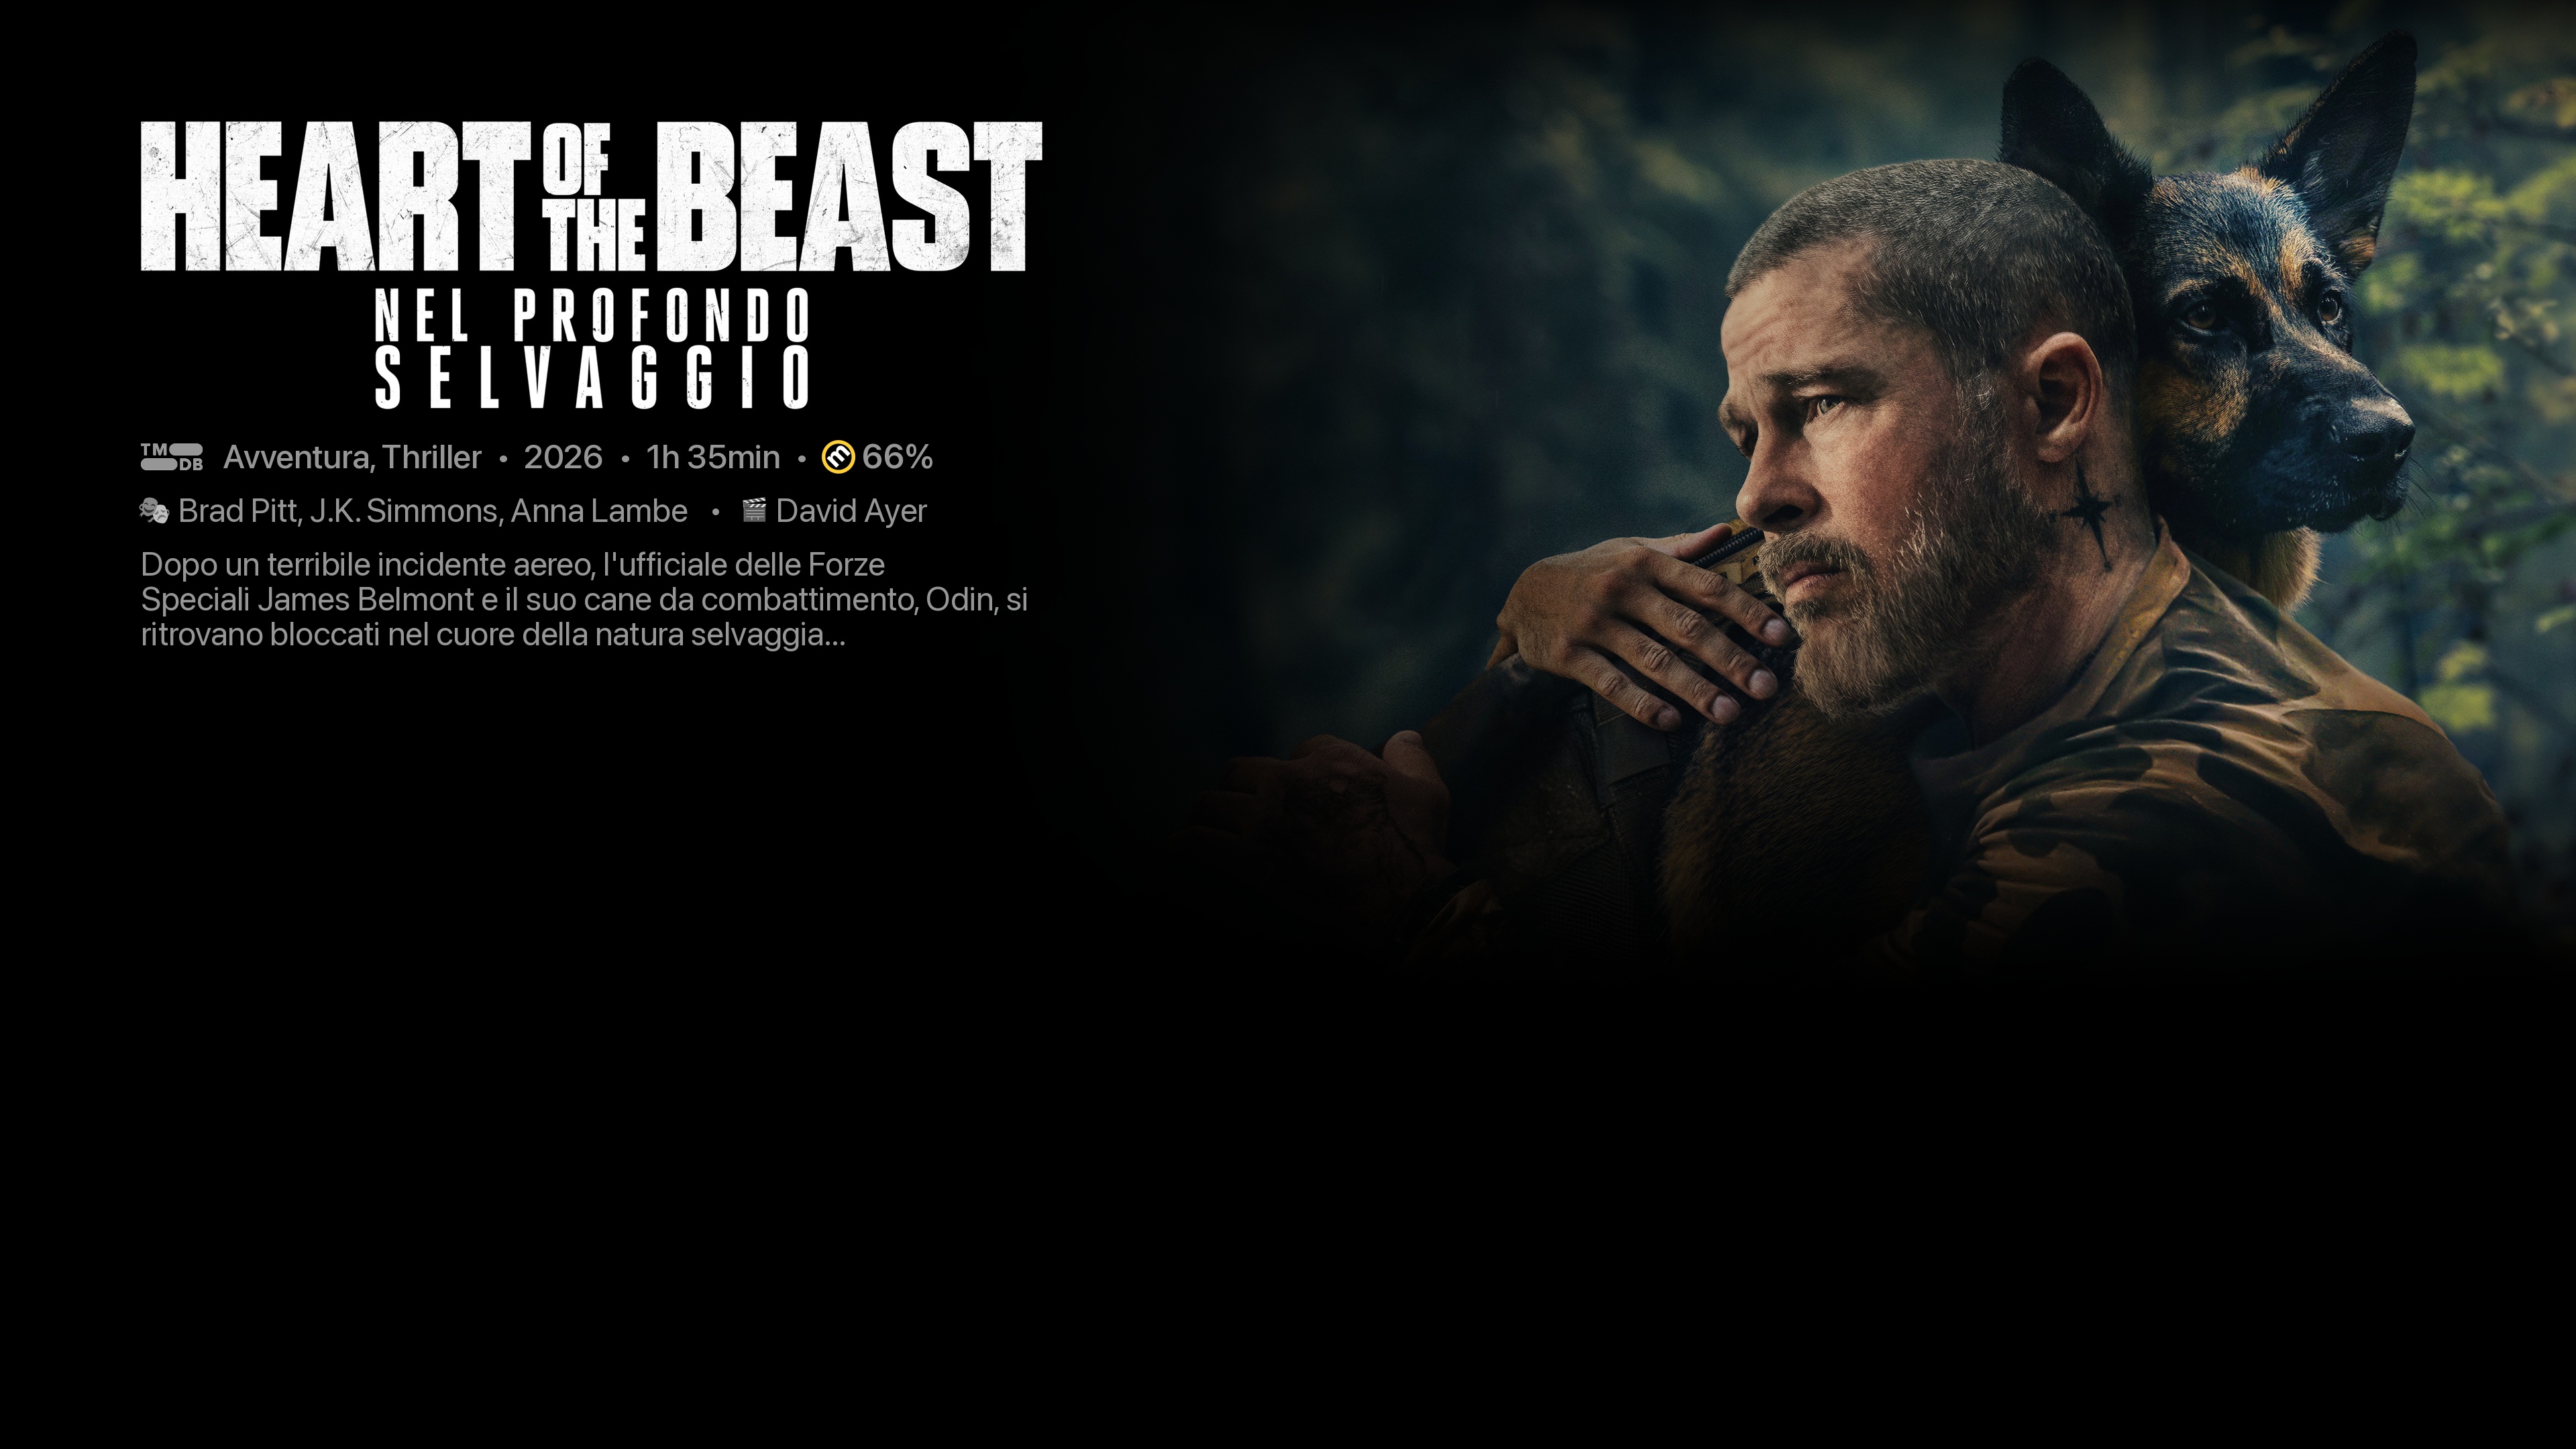 HEART OF THE BEAST
NEL PROFONDO
SELVAGGIO
TMDB Avventura, Thriller • 2026 • 1h 35min • m 66%
Brad Pitt, J.K. Simmons, Anna Lambe • David Ayer
Dopo un terribile incidente aereo, l'ufficiale delle Forze
Speciali James Belmont e il suo cane da combattimento, Odin, si
ritrovano bloccati nel cuore della natura selvaggia...